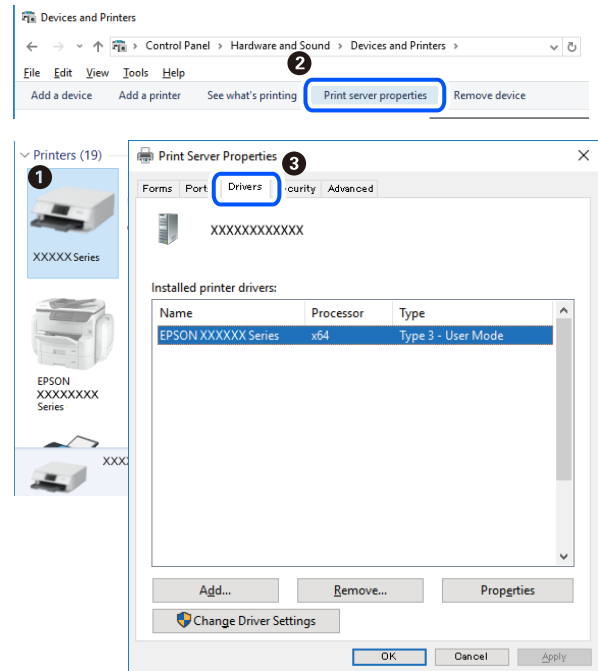 Devices and Printers
Control Panel > Hardware and Sound > Devices and Printers >
2
File Edit View Tools Help
Add a device Add a printer See what's printing Print server properties Remove device
Printers (19)
1
XXXXX Series
EPSON
XXXXXXXX
Series
XXX
Print Server Properties
3
Forms Port Drivers curity Advanced
XXXXXXXXXXXX
Installed printer drivers:
Name Processor Type
EPSON XXXXXX Series x64 Type 3 - User Mode
Add... Remove... Properties
Change Driver Settings
OK Cancel Apply